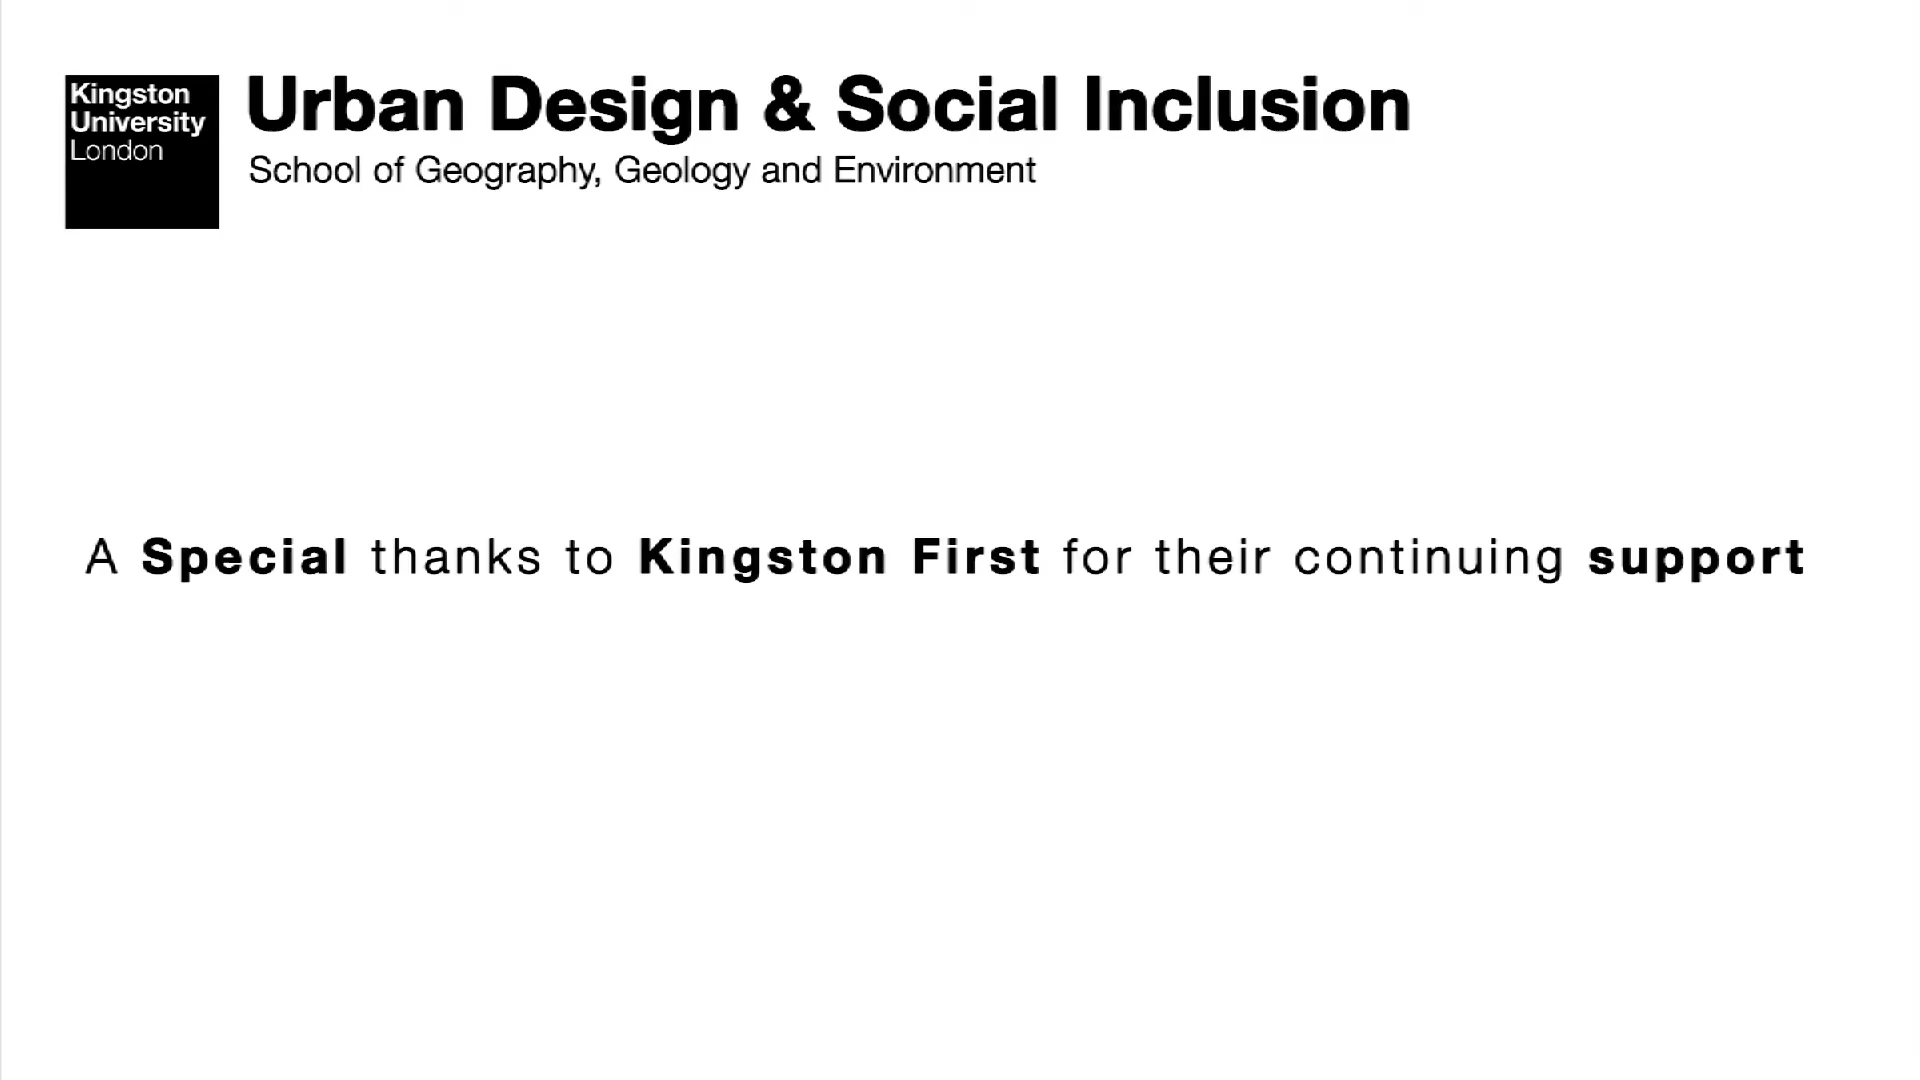 Kingston
University
London
Urban Design & Social Inclusion
School of Geography, Geology and Environment
A Special thanks to Kingston First for their continuing support